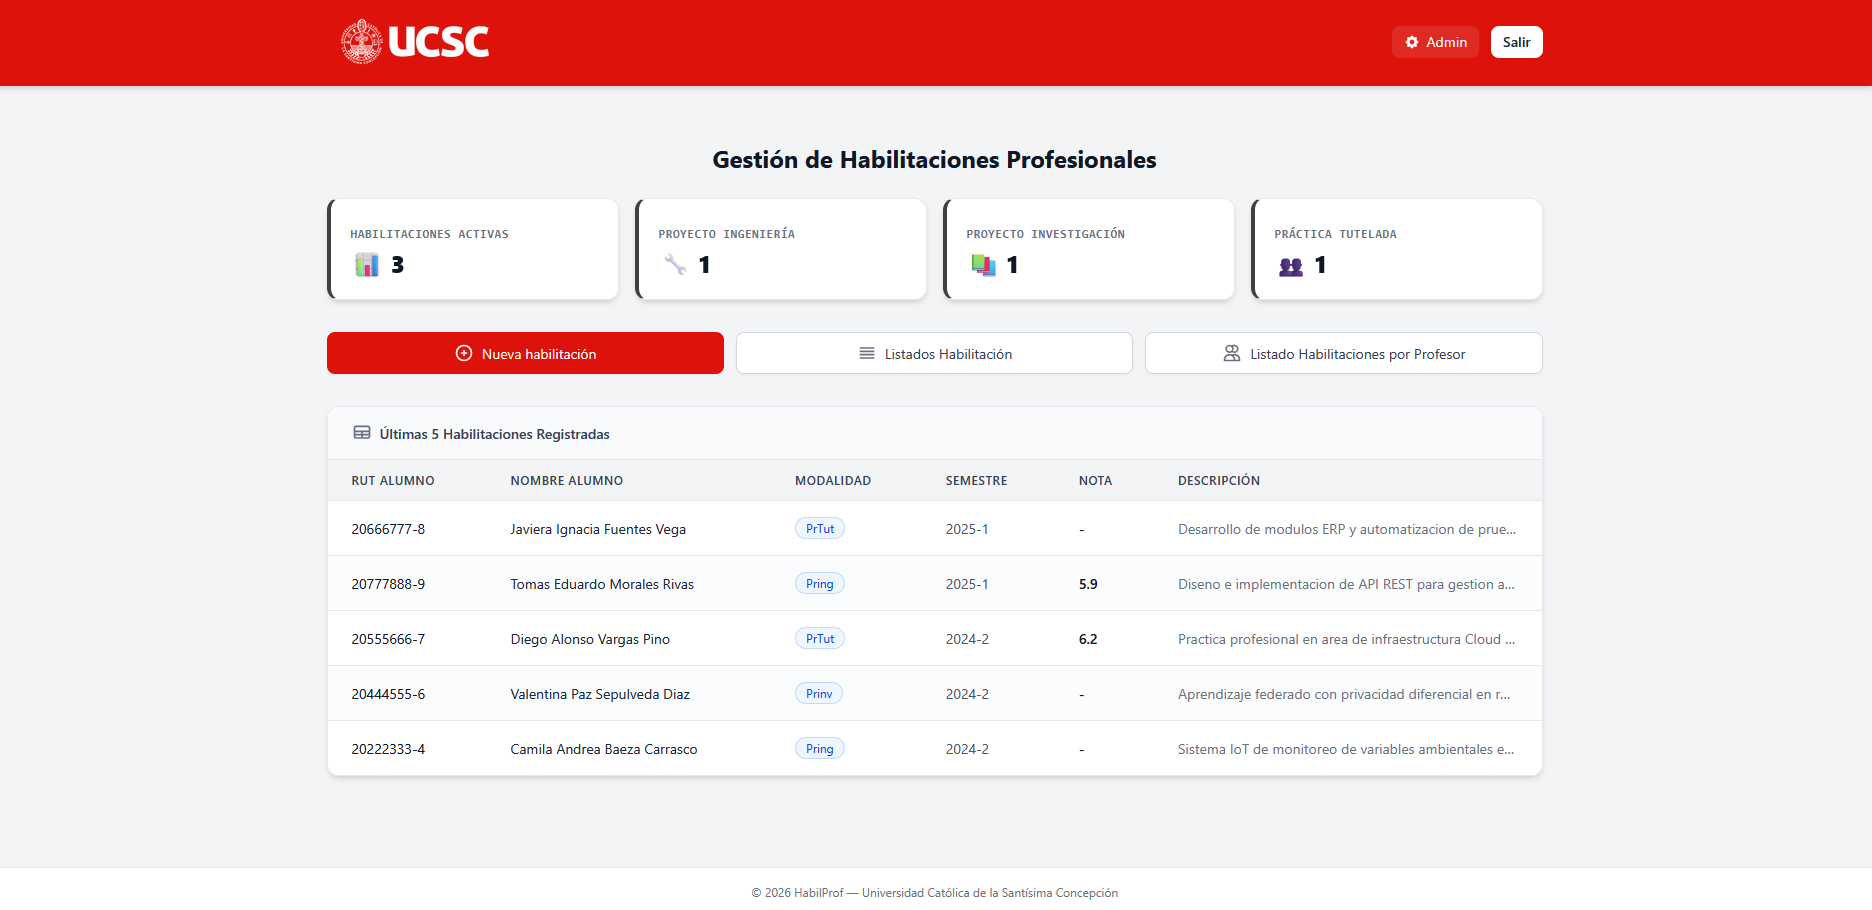 UCSC
Admin
Salir
Gestión de Habilitaciones Profesionales
HABILITACIONES ACTIVAS
3
PROYECTO INGENIERÍA
1
PROYECTO INVESTIGACIÓN
1
PRÁCTICA TUTELADA
1
Nueva habilitación
Listados Habilitación
Listado Habilitaciones por Profesor
Últimas 5 Habilitaciones Registradas
RUT ALUMNO NOMBRE ALUMNO MODALIDAD SEMESTRE NOTA DESCRIPCIÓN
20666777-8 Javiera Ignacia Fuentes Vega PrTut 2025-1 - Desarrollo de modulos ERP y automatizacion de prue...
20777888-9 Tomas Eduardo Morales Rivas Pring 2025-1 5.9 Diseno e implementacion de API REST para gestion a...
20555666-7 Diego Alonso Vargas Pino PrTut 2024-2 6.2 Practica profesional en area de infraestructura Cloud ...
20444555-6 Valentina Paz Sepulveda Diaz Prinv 2024-2 - Aprendizaje federado con privacidad diferencial en r...
20222333-4 Camila Andrea Baeza Carrasco Pring 2024-2 - Sistema IoT de monitoreo de variables ambientales e...
© 2026 HabilProf — Universidad Católica de la Santísima Concepción